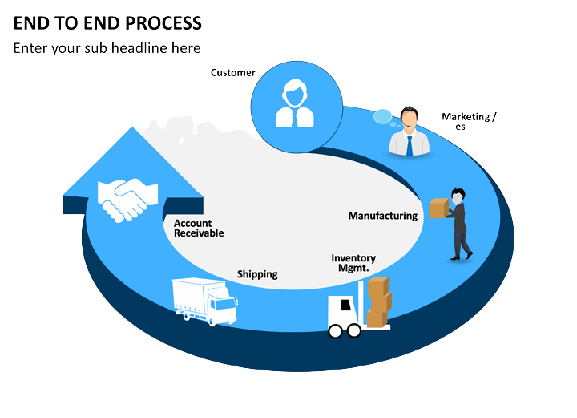 END TO END PROCESS
Enter your sub headline here
Customer
Marketing /
es
Manufacturing
Account
Receivable
Inventory
Mgmt.
Shipping